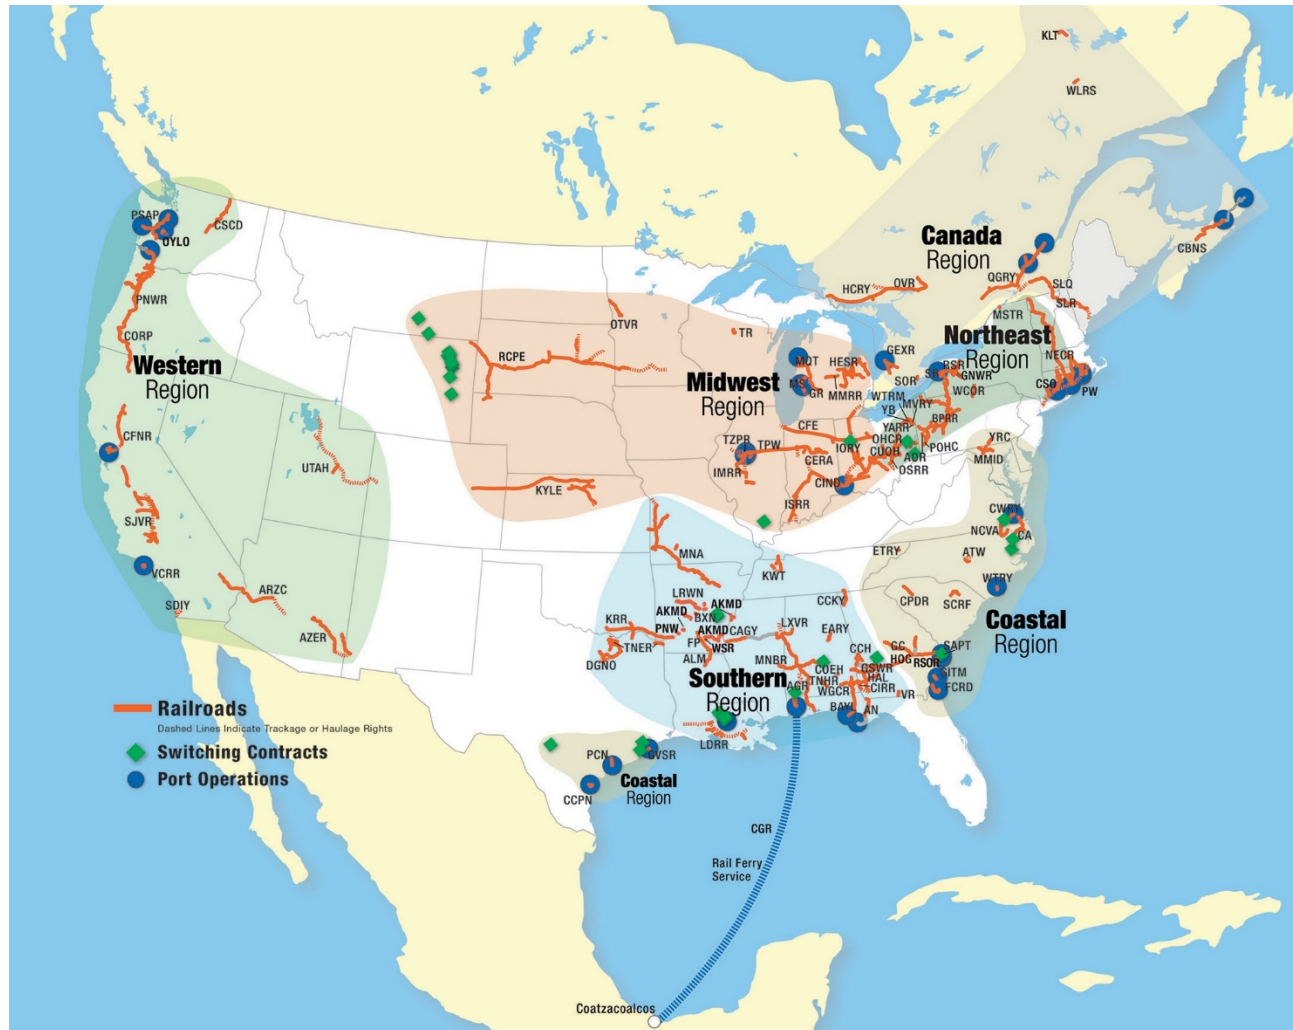 KLT
WLRS
PSAP
CSCD
OYLO
CBNS
Canada
Region
QGRY
SLQ
HCRY
OVR
SLR
MSTR
PNWR
OTVR
TR
Northeast
Region
CORP
Western
Region
RCPE
MQT
HESR
GEXR
RSR
NECR
SR
GNWR
Midwest
Region
MS
GR
MMRR
SOR
WTRM
WCOR
CSO
PW
MVRY
YB
BPRR
CFE
YARR
CFNR
TZPR
TPW
IORY
OHCR
CUOH
POHC
YRC
MMID
UTAH
IMRR
CERA
AOR
OSRR
KYLE
CIND
ISRR
SJVR
CWRY
NCVA
CA
MNA
ETRY
ATW
VCRR
KWT
WTRY
ARZC
SDIY
LRWN
AKMD
AKMD
BXN
CCKY
CPDR
SCRF
Coastal
Region
KRR
PNW
AKMD
CAGY
LXVR
EARY
AZER
TNER
FP
WSR
ALM
DGNO
MNBR
CCH
GC
HOG
RSOR
SAPT
COEH
GSWR
Southern
Region
AGR
TNHR
HAL
CIRR
GITM
FCRD
WGCR
VR
BAYL
AN
Railroads
Dashed Lines Indicate Trackage or Haulage Rights
Switching Contracts
Port Operations
LDRR
PCN
GVSR
Coastal
Region
CCPN
CGR
Rail Ferry
Service
Coatzacoalcos